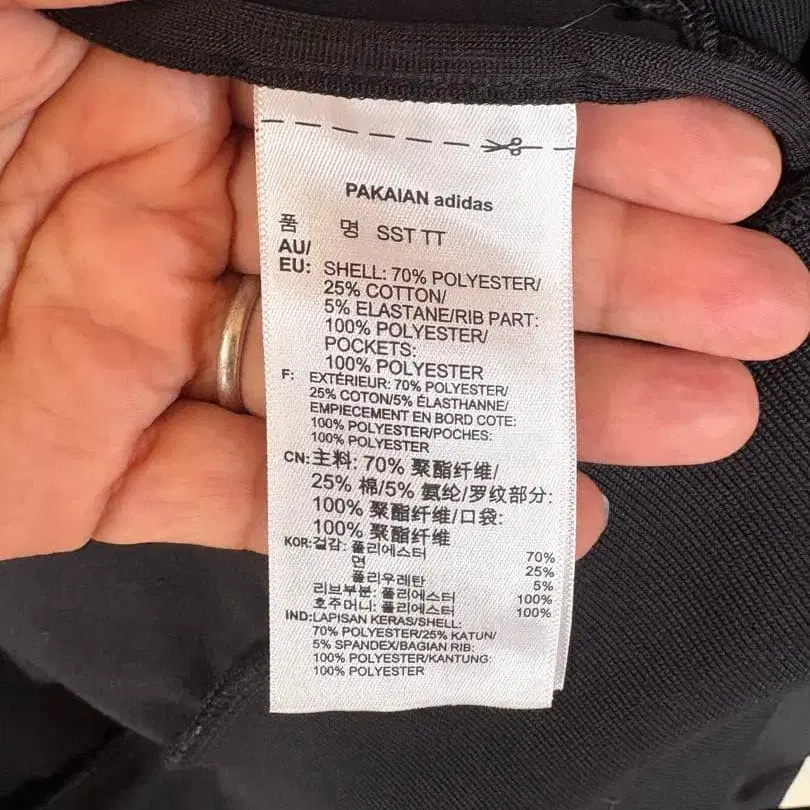 PAKAIAN adidas
품 명 SST TT
AU/
EU: SHELL: 70% POLYESTER/
25% COTTON/
5% ELASTANE/RIB PART:
100% POLYESTER/
POCKETS:
100% POLYESTER
F: EXTÉRIEUR: 70% POLYESTER/
25% COTON/5% ÉLASTHANNE/
EMPIECEMENT EN BORD COTE:
100% POLYESTER/POCHES:
100% POLYESTER
CN:主料: 70% 聚酯纤维/
25% 棉/5% 氨纶/罗纹部分:
100% 聚酯纤维/口袋:
100% 聚酯纤维
KOR:겉감: 폴리에스터 70%
면 25%
폴리우레탄 5%
리브부분: 폴리에스터 100%
호주머니: 폴리에스터 100%
IND:LAPISAN KERAS/SHELL:
70% POLYESTER/25% KATUN/
5% SPANDEX/BAGIAN RIB:
100% POLYESTER/KANTUNG:
100% POLYESTER